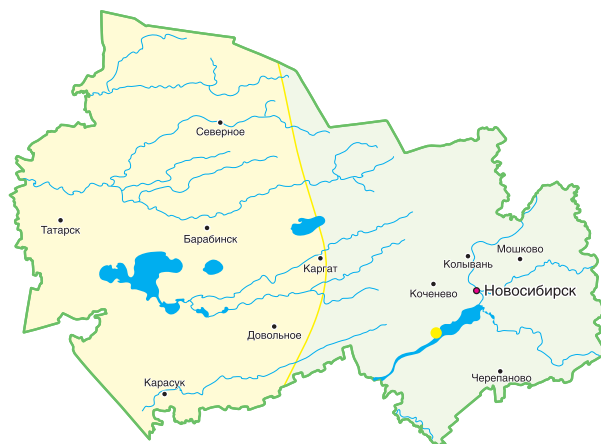 Северное
Татарск
Барабинск
Мошково
Колывань
Каргат
Коченево
Новосибирск
Довольное
Карасук
Черепаново